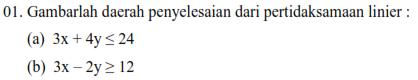 01. Gambarlah daerah penyelesaian dari pertidaksamaan linier :
(a) 3x + 4y ≤ 24
(b) 3x – 2y ≥ 12